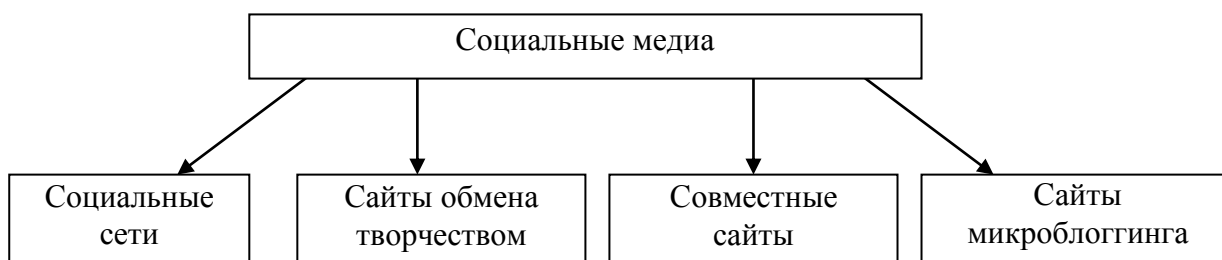 Социальные медиа
Социальные
сети
Сайты обмена
творчеством
Совместные
сайты
Сайты
микроблоггинга